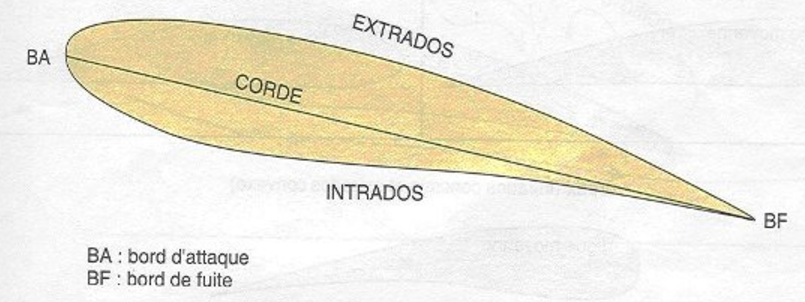 EXTRADOS
BA
CORDE
INTRADOS
BF
BA : bord d'attaque
BF : bord de fuite